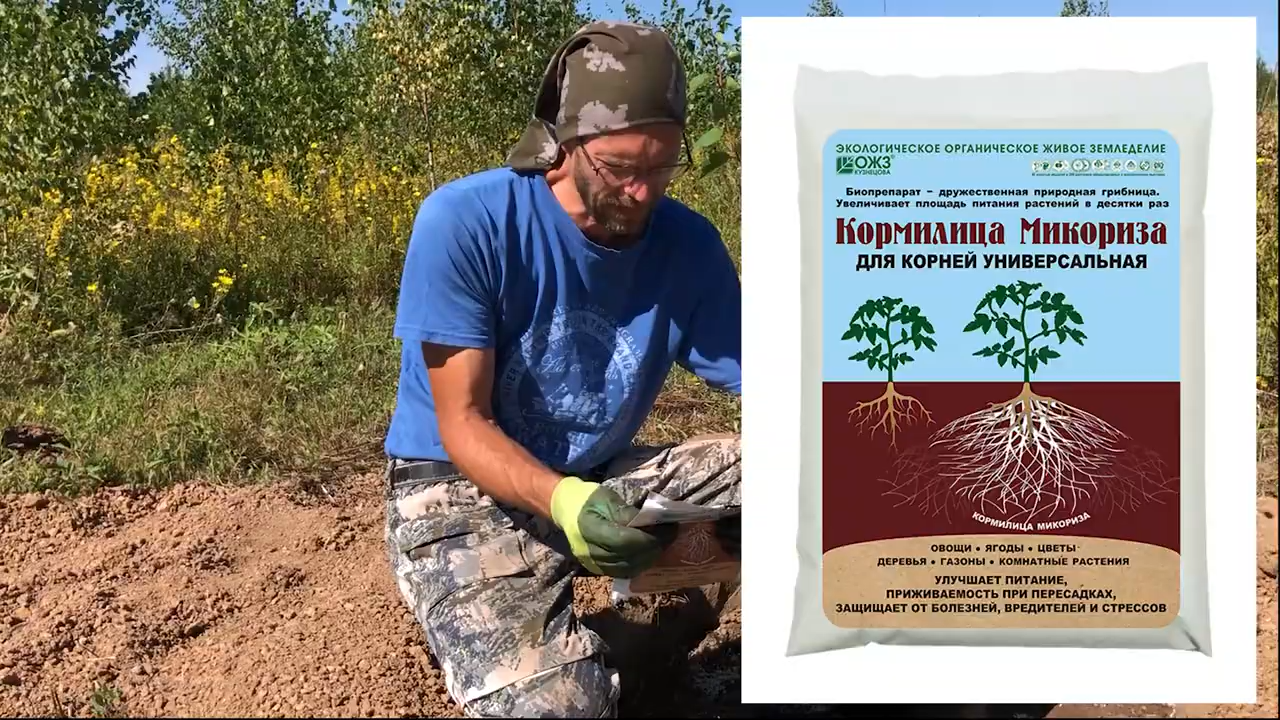 ЭКОЛОГИЧЕСКОЕ ОРГАНИЧЕСКОЕ ЖИВОЕ ЗЕМЛЕДЕЛИЕ
ОЖЗ
КУЗНЕЦОВА
Биопрепарат – дружественная природная грибница.
Увеличивает площадь питания растений в десятки раз
Кормилица Микориза
ДЛЯ КОРНЕЙ УНИВЕРСАЛЬНАЯ
КОРМИЛИЦА МИКОРИЗА
ОВОЩИ • ЯГОДЫ • ЦВЕТЫ
ДЕРЕВЬЯ • ГАЗОНЫ • КОМНАТНЫЕ РАСТЕНИЯ
УЛУЧШАЕТ ПИТАНИЕ,
ПРИЖИВАЕМОСТЬ ПРИ ПЕРЕСАДКАХ,
ЗАЩИЩАЕТ ОТ БОЛЕЗНЕЙ, ВРЕДИТЕЛЕЙ И СТРЕССОВ